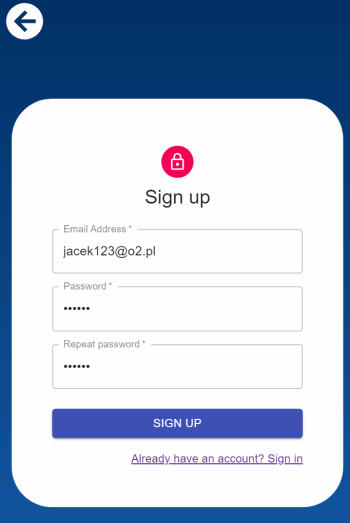 Sign up
Email Address *
jacek123@o2.pl
Password *
••••••
Repeat password *
••••••
SIGN UP
Already have an account? Sign in